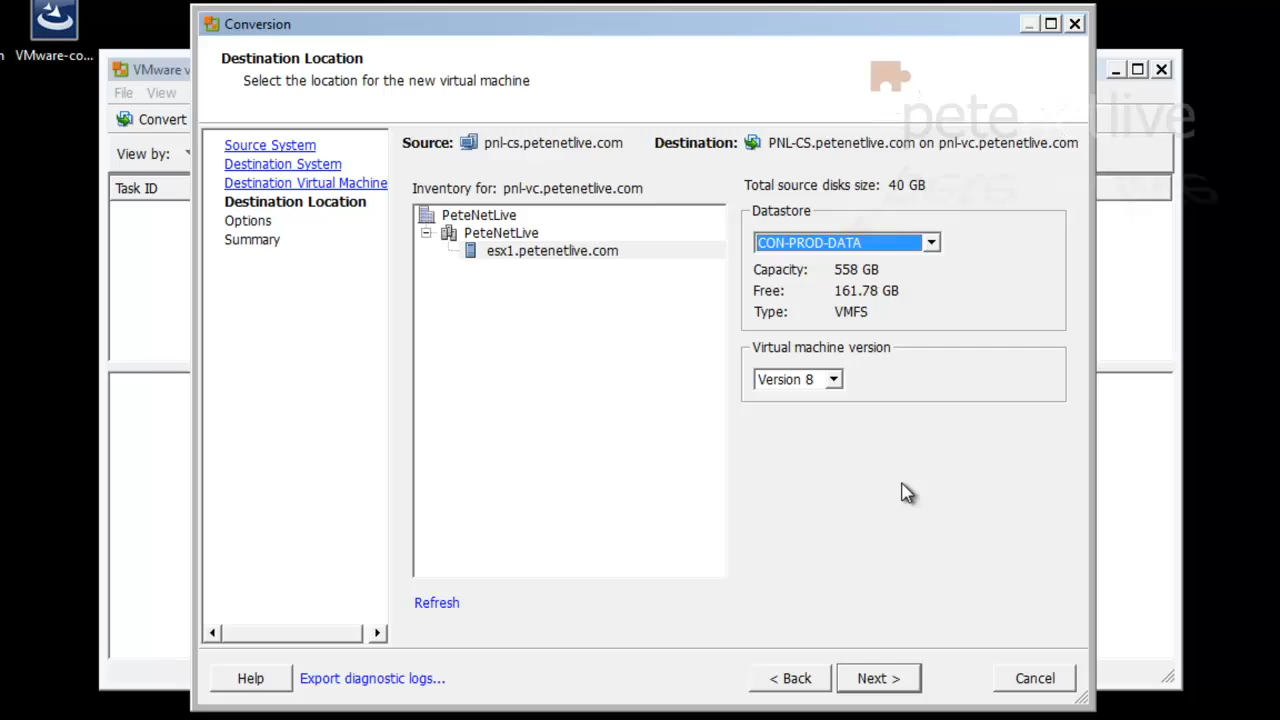 VMware-co...
Conversion
Destination Location
Select the location for the new virtual machine
VMware v
File View
Convert
View by:
Task ID
petenetlive
Source System
Destination System
Destination Virtual Machine
Destination Location
Options
Summary
Source: pnl-cs.petenetlive.com Destination: PNL-CS.petenetlive.com on pnl-vc.petenetlive.com
Inventory for: pnl-vc.petenetlive.com
PeteNetLive
PeteNetLive
esx1.petenetlive.com
Total source disks size: 40 GB
Datastore
CON-PROD-DATA
Capacity: 558 GB
Free: 161.78 GB
Type: VMFS
Virtual machine version
Version 8
Refresh
Help Export diagnostic logs... < Back Next > Cancel